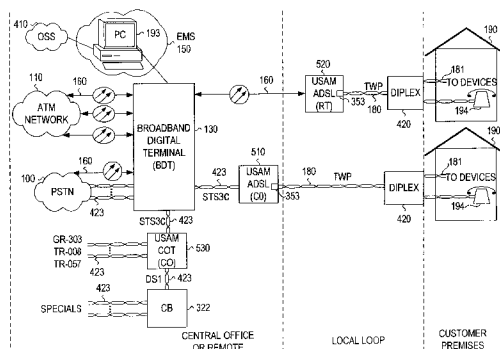 410
OSS
PC
193
EMS
150
190
110
160
ATM
NETWORK
BROADBAND
DIGITAL
TERMINAL
(BDT)
130
160
520
USAM
ADSL
(RT)
353
TWP
180
DIPLEX
420
181
TO DEVICES
194
190
160
100
PSTN
423
423
STS3C
510
USAM
ADSL
(CO)
353
180
TWP
DIPLEX
420
181
TO DEVICES
194
STS3C
423
GR-303
TR-008
TR-057
423
USAM
COT
(CO)
530
DS1
423
SPECIALS
423
CB
322
CENTRAL OFFICE
OR REMOTE
LOCAL LOOP
CUSTOMER
PREMISES